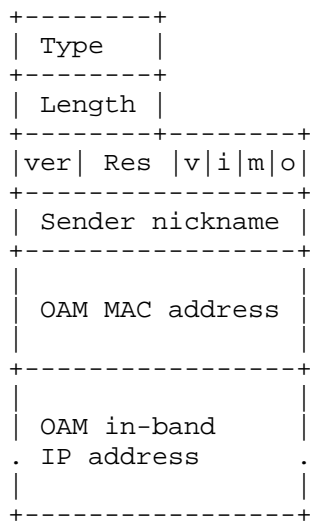 Type
Length
ver| Res |v|i|m|o
Sender nickname
OAM MAC address
OAM in-band
. IP address .